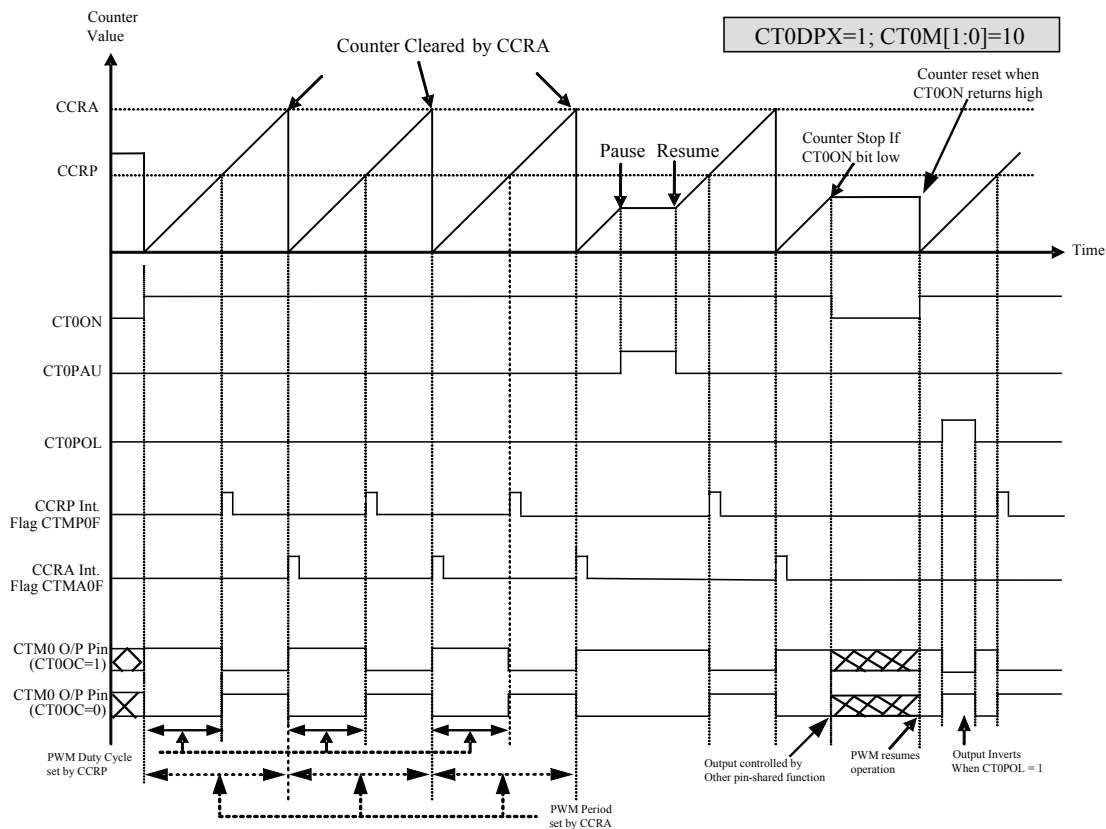 Counter
Value
CT0DPX=1; CT0M[1:0]=10
Counter Cleared by CCRA
Counter reset when
CT0ON returns high
CCRA
Counter Stop If
CT0ON bit low
Pause Resume
CCRP
Time
CT0ON
CT0PAU
CT0POL
CCRP Int.
Flag CTMP0F
CCRA Int.
Flag CTMA0F
CTM0 O/P Pin
(CT0OC=1)
CTM0 O/P Pin
(CT0OC=0)
PWM Duty Cycle
set by CCRP
Output controlled by
Other pin-shared function
PWM resumes
operation
Output Inverts
When CT0POL = 1
PWM Period
set by CCRA